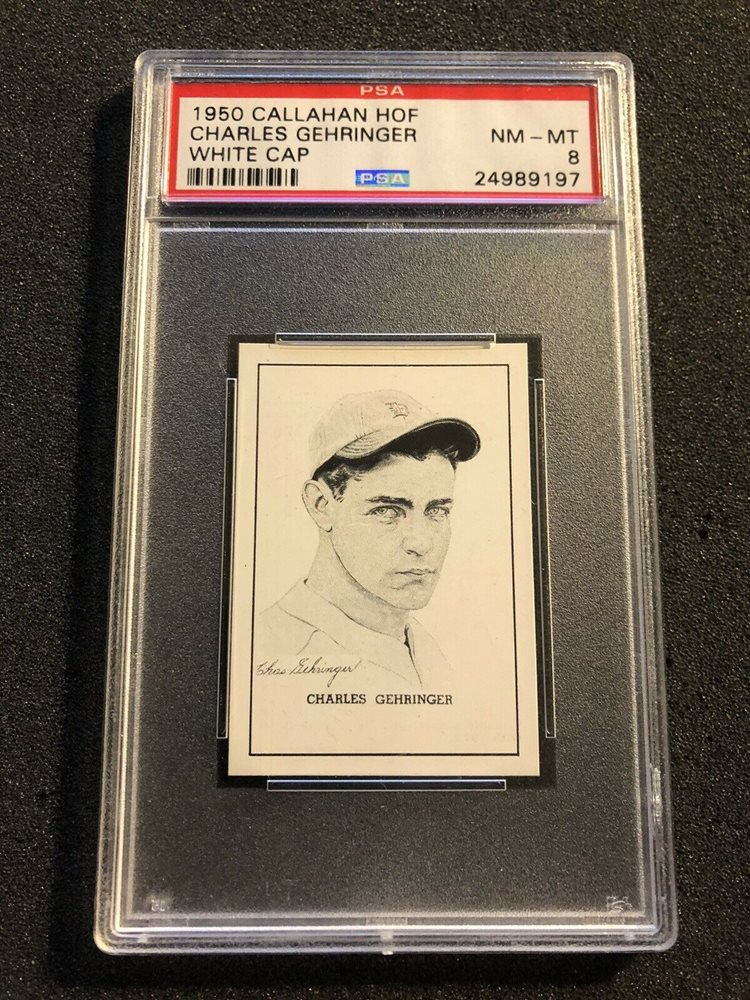 PSA
1950 CALLAHAN HOF
CHARLES GEHRINGER NM - MT
WHITE CAP 8
PSA 24989197
D
Chas Gehringer
CHARLES GEHRINGER